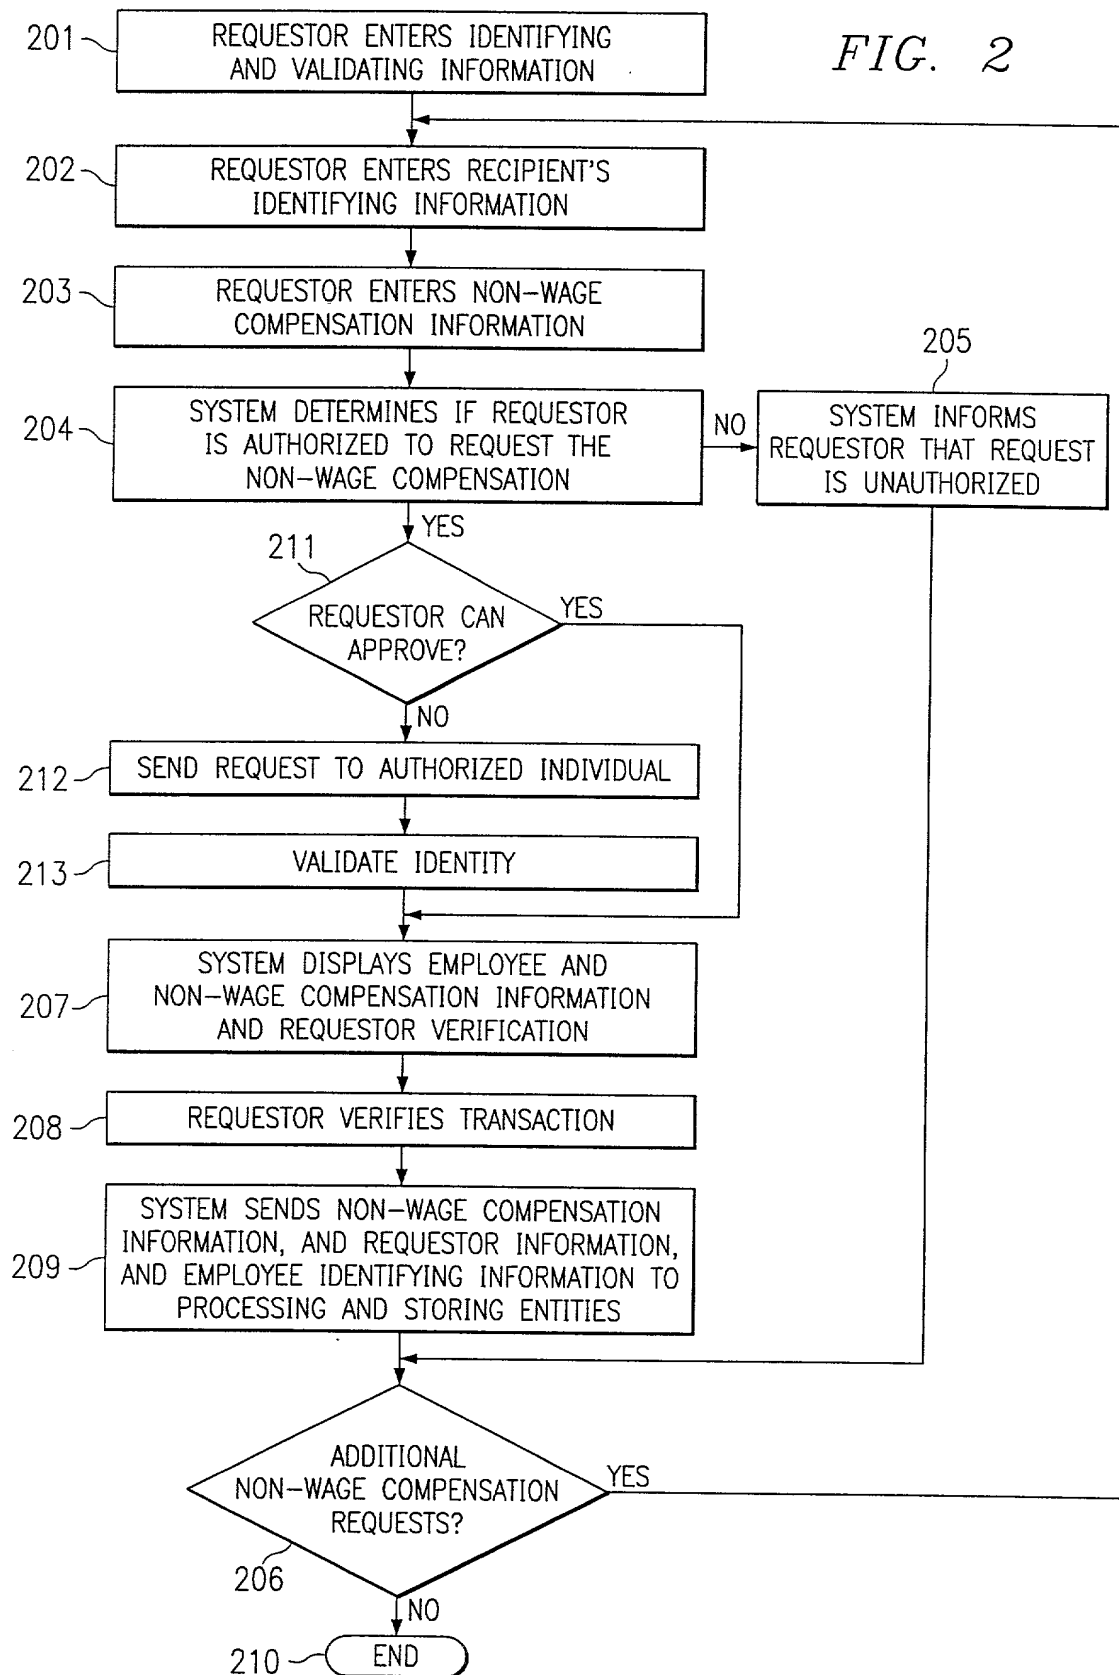 FIG. 2
201
REQUESTOR ENTERS IDENTIFYING
AND VALIDATING INFORMATION
202
REQUESTOR ENTERS RECIPIENT'S
IDENTIFYING INFORMATION
203
REQUESTOR ENTERS NON-WAGE
COMPENSATION INFORMATION
204
SYSTEM DETERMINES IF REQUESTOR
IS AUTHORIZED TO REQUEST THE
NON-WAGE COMPENSATION
NO
205
SYSTEM INFORMS
REQUESTOR THAT REQUEST
IS UNAUTHORIZED
YES
211
REQUESTOR CAN
APPROVE?
YES
NO
212
SEND REQUEST TO AUTHORIZED INDIVIDUAL
213
VALIDATE IDENTITY
207
SYSTEM DISPLAYS EMPLOYEE AND
NON-WAGE COMPENSATION INFORMATION
AND REQUESTOR VERIFICATION
208
REQUESTOR VERIFIES TRANSACTION
209
SYSTEM SENDS NON-WAGE COMPENSATION
INFORMATION, AND REQUESTOR INFORMATION,
AND EMPLOYEE IDENTIFYING INFORMATION TO
PROCESSING AND STORING ENTITIES
ADDITIONAL
NON-WAGE COMPENSATION
REQUESTS?
YES
206
NO
210
END